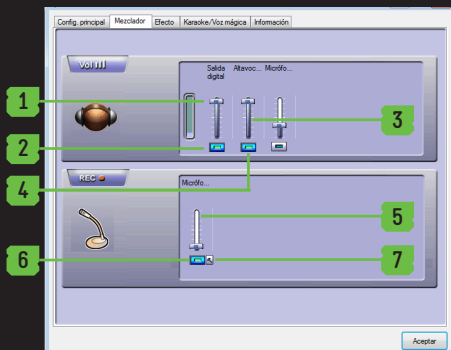 Config. principal Mezclador Efecto Karaoke/Voz mágica Información
Vol
Salida digital Altavoc... Micrófo...
1
2
3
4
REC
Micrófo...
5
6
7
Aceptar